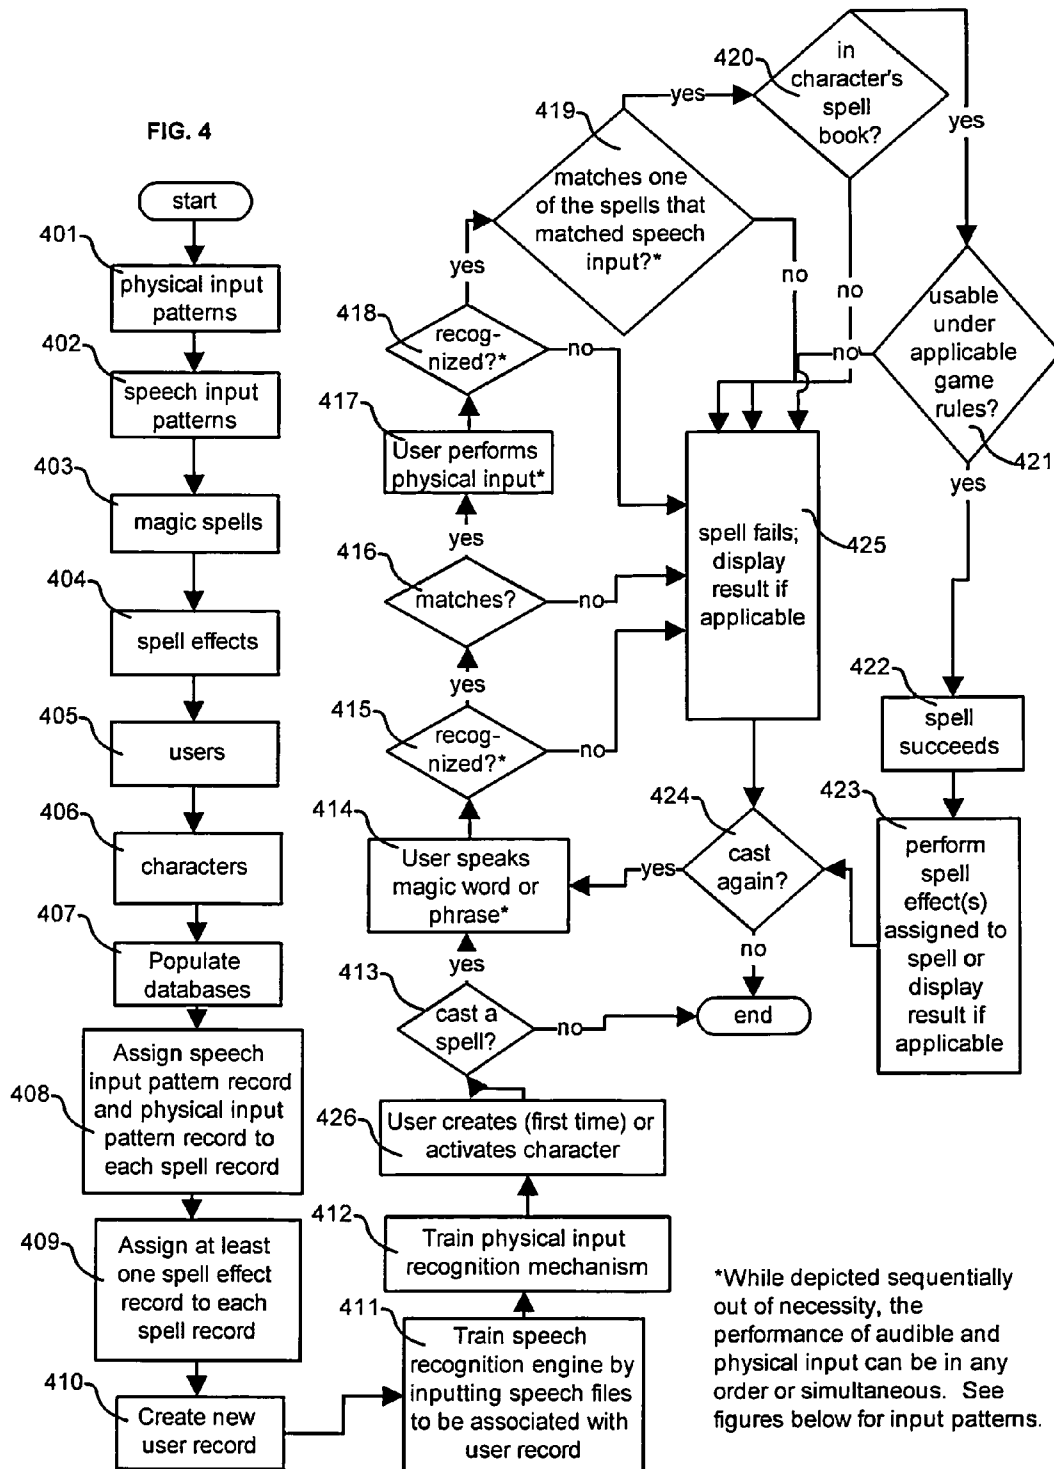 FIG. 4
start
401
physical input
patterns
402
speech input
patterns
403
magic spells
404
spell effects
405
users
406
characters
407
Populate
databases
408
Assign speech
input pattern record
and physical input
pattern record to
each spell record
409
Assign at least
one spell effect
record to each
spell record
410
Create new
user record
411
Train speech
recognition engine by
inputting speech files
to be associated with
user record
412
Train physical input
recognition mechanism
426
User creates (first time) or
activates character
413
cast a
spell?
no
end
yes
414
User speaks
magic word or
phrase*
415
recog-
nized?*
no
yes
416
matches?
no
yes
417
User performs
physical input*
418
recog-
nized?*
no
yes
419
matches one
of the spells that
matched speech
input?*
no
yes
420
in
character's
spell
book?
no
yes
usable
under
applicable
game
rules?
421
no
yes
422
spell
succeeds
423
perform
spell
effect(s)
assigned to
spell or
display
result if
applicable
spell fails;
display
result if
applicable
425
424
cast
again?
yes
no
*While depicted sequentially
out of necessity, the
performance of audible and
physical input can be in any
order or simultaneous. See
figures below for input patterns.